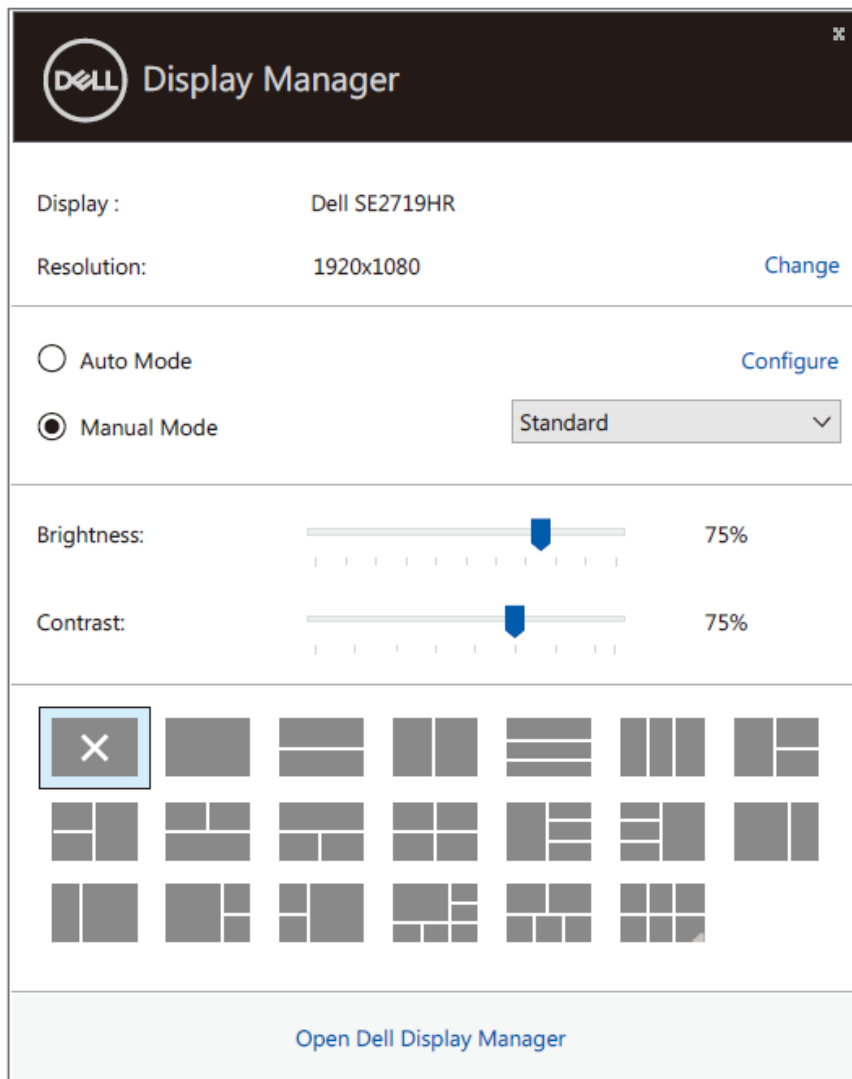 DELL Display Manager
Display : Dell SE2719HR
Resolution: 1920x1080 Change
Auto Mode Configure
Manual Mode Standard
Brightness: 75%
Contrast: 75%
Open Dell Display Manager